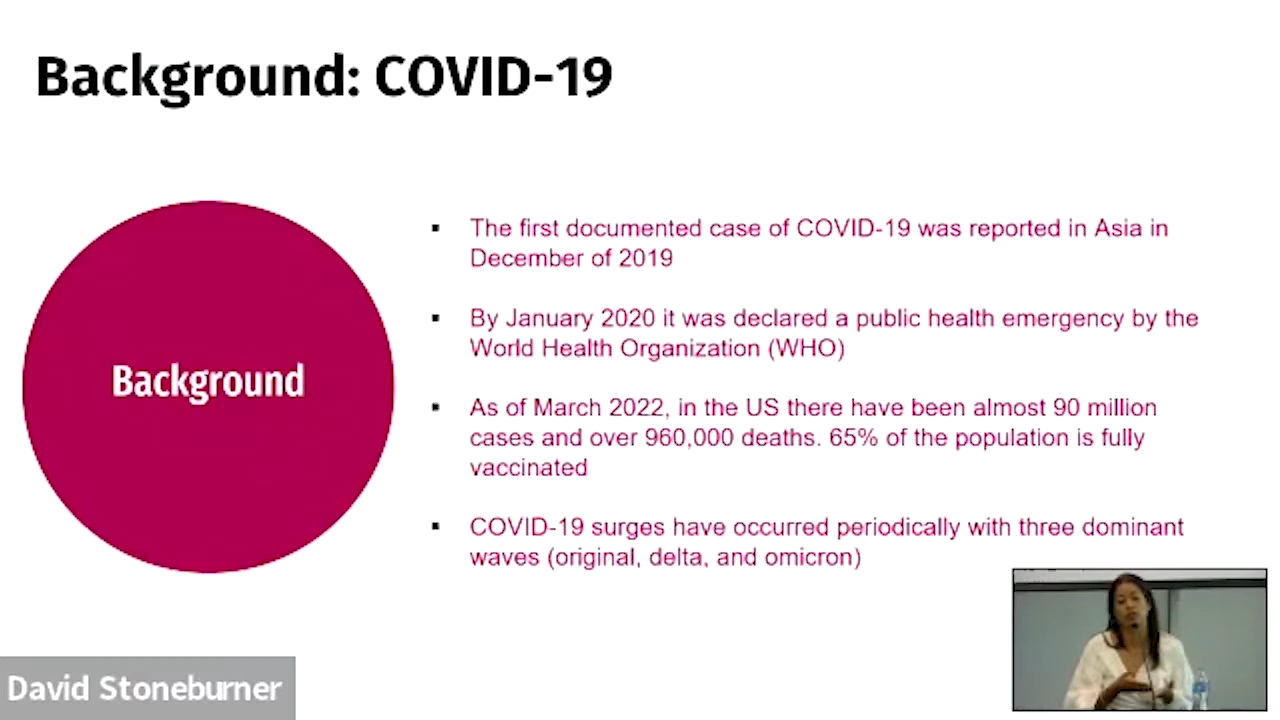 Background: COVID-19
Background
▪ The first documented case of COVID-19 was reported in Asia in
December of 2019
▪ By January 2020 it was declared a public health emergency by the
World Health Organization (WHO)
▪ As of March 2022, in the US there have been almost 90 million
cases and over 960,000 deaths. 65% of the population is fully
vaccinated
▪ COVID-19 surges have occurred periodically with three dominant
waves (original, delta, and omicron)
David Stoneburner